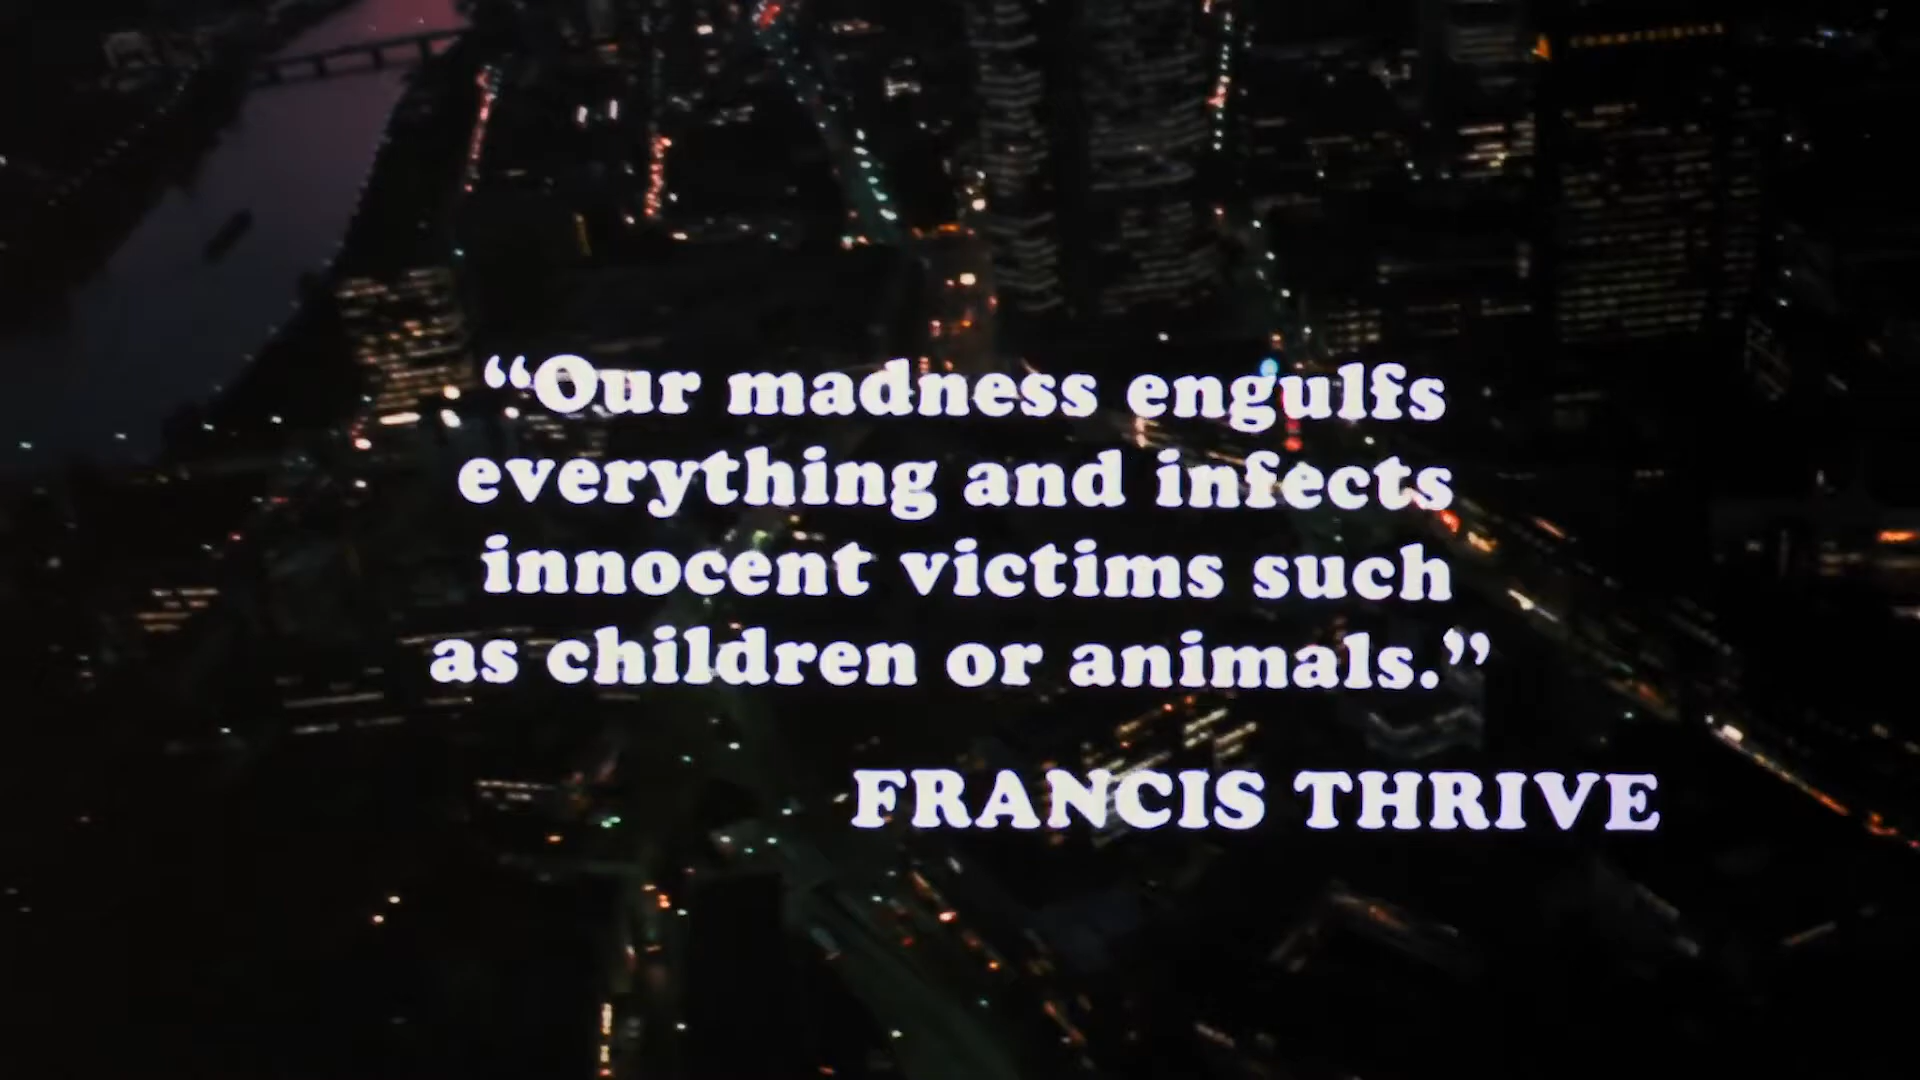 “Our madness engulfs
everything and infects
innocent victims such
as children or animals.”
FRANCIS THRIVE